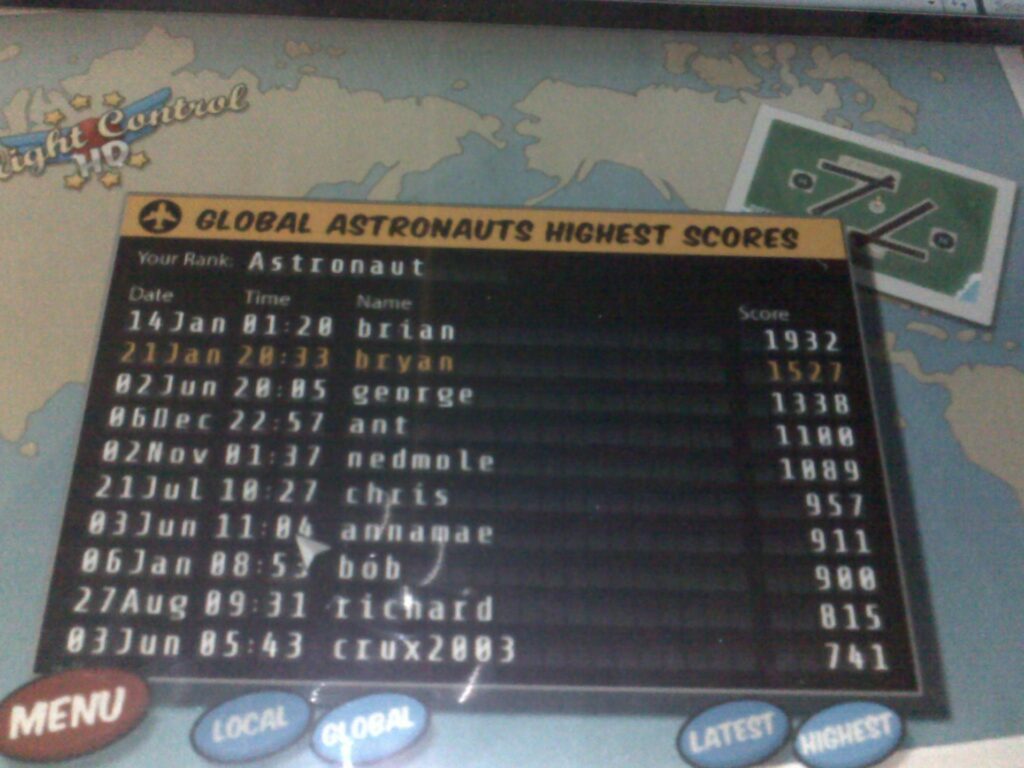 Flight Control
HD
GLOBAL ASTRONAUTS HIGHEST SCORES
Your Rank: Astronaut
Date Time Name Score
14Jan 01:20 brian 1932
21Jan 20:33 bryan 1527
02Jun 20:05 george 1338
06Dec 22:57 ant 1100
02Nov 01:37 nedmole 1089
21Jul 10:27 chris 957
03Jun 11:04 annamae 911
06Jan 08:53 bob 900
27Aug 09:31 richard 815
03Jun 05:43 crux2003 741
MENU LOCAL GLOBAL LATEST HIGHEST